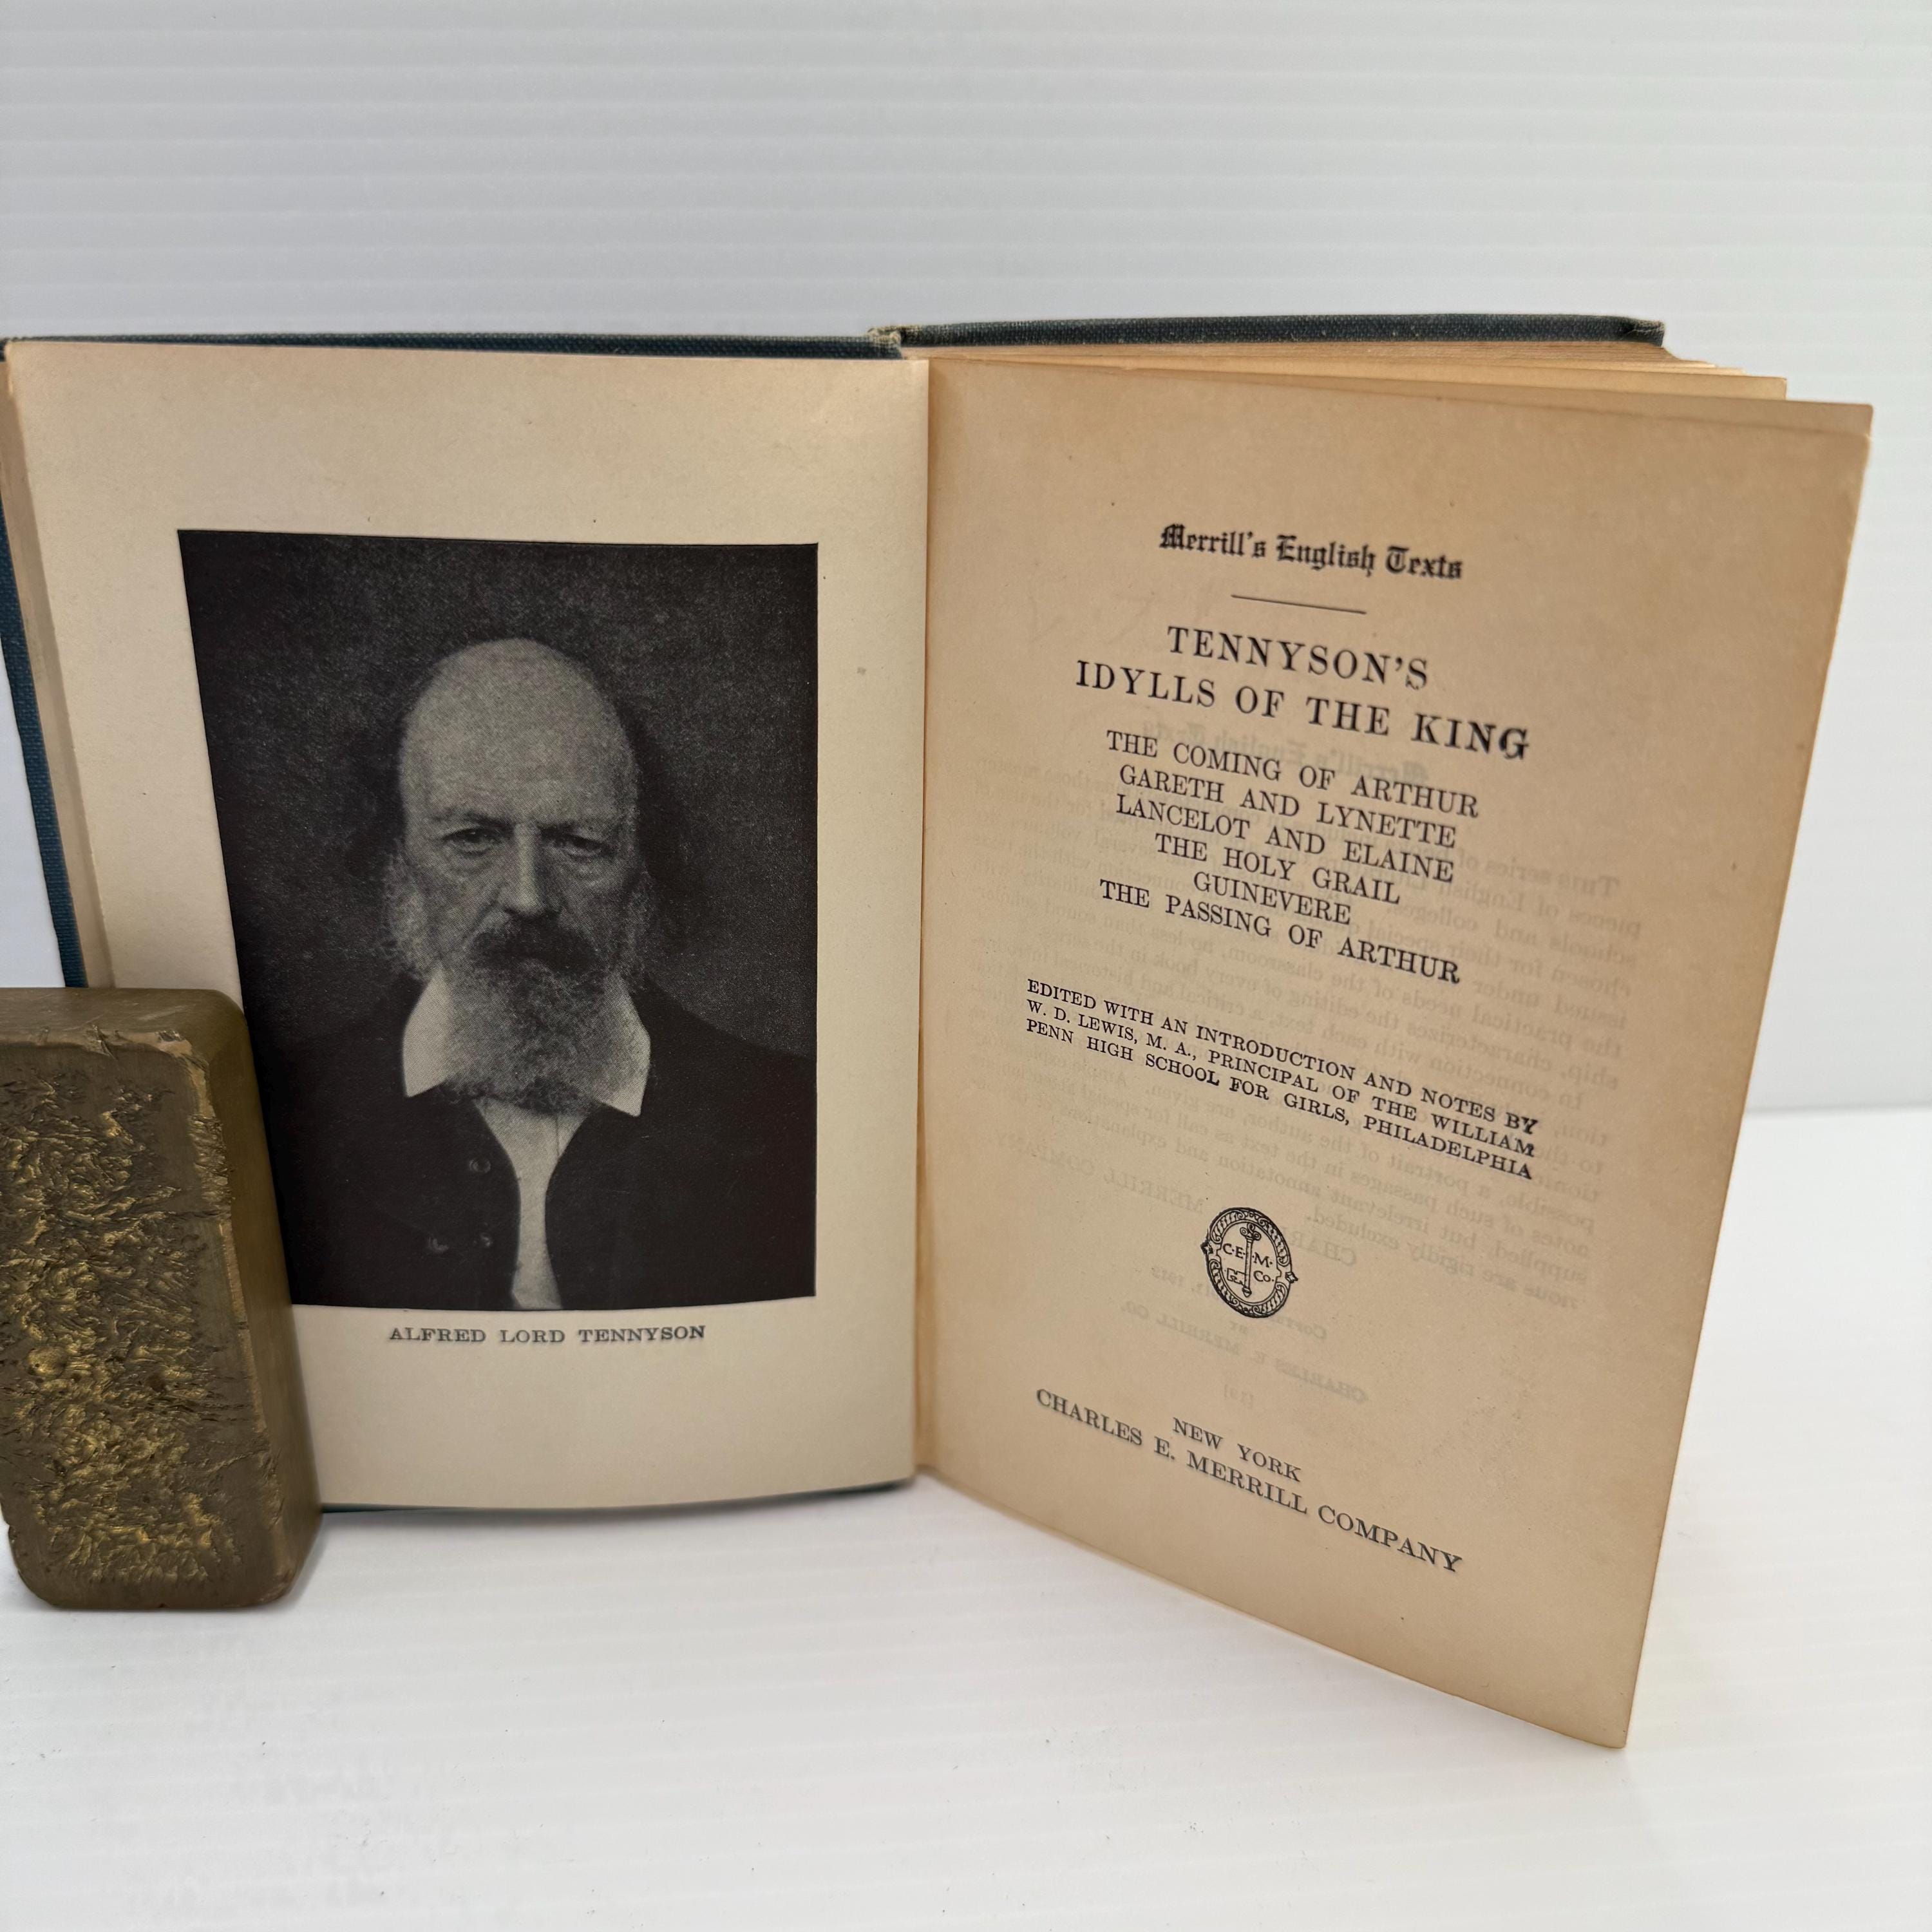 ALFRED LORD TENNYSON
Merrill's English Texts
TENNYSON'S
IDYLLS OF THE KING
THE COMING OF ARTHUR
GARETH AND LYNETTE
LANCELOT AND ELAINE
THE HOLY GRAIL
GUINEVERE
THE PASSING OF ARTHUR
EDITED WITH AN INTRODUCTION AND NOTES BY
W. D. LEWIS, M. A., PRINCIPAL OF THE WILLIAM
PENN HIGH SCHOOL FOR GIRLS, PHILADELPHIA
C. E. M. Co.
NEW YORK
CHARLES E. MERRILL COMPANY